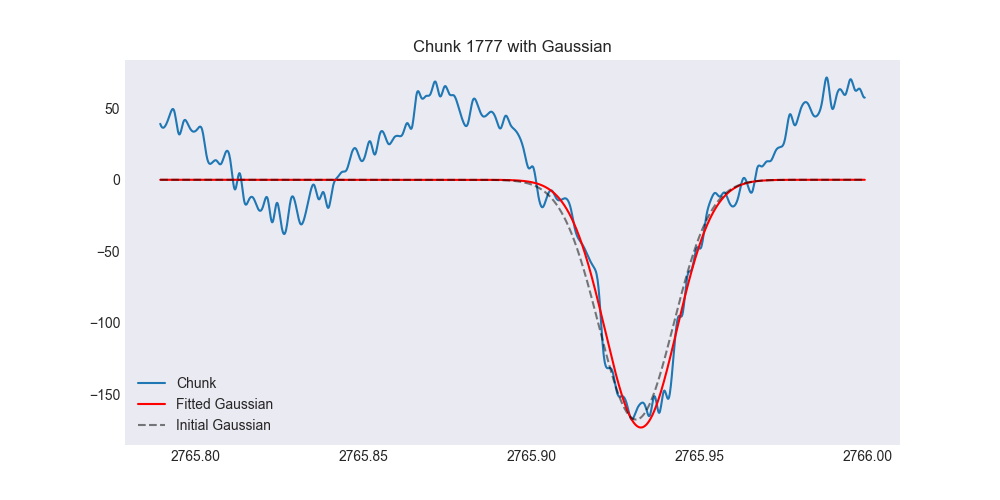 Chunk 1777 with Gaussian
50
0
−50
−100
−150
Chunk
Fitted Gaussian
Initial Gaussian
2765.80 2765.85 2765.90 2765.95 2766.00